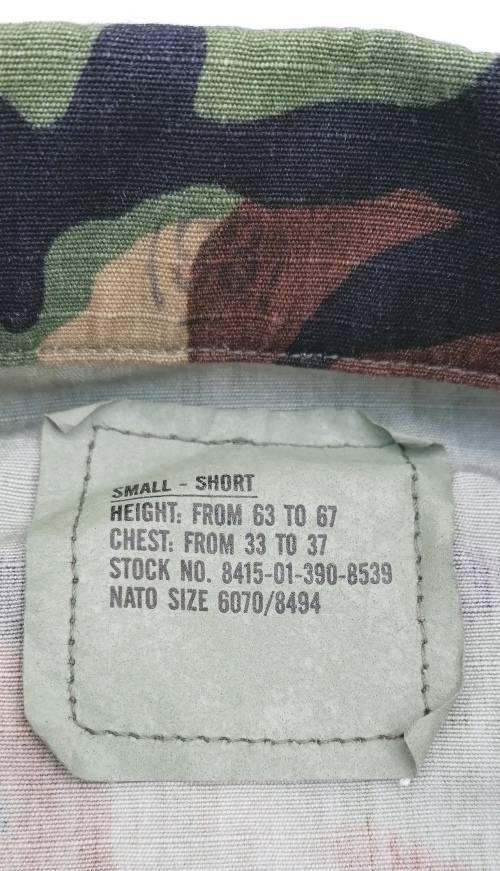 SMALL - SHORT
HEIGHT: FROM 63 TO 67
CHEST: FROM 33 TO 37
STOCK NO. 8415-01-390-8539
NATO SIZE 6070/8494